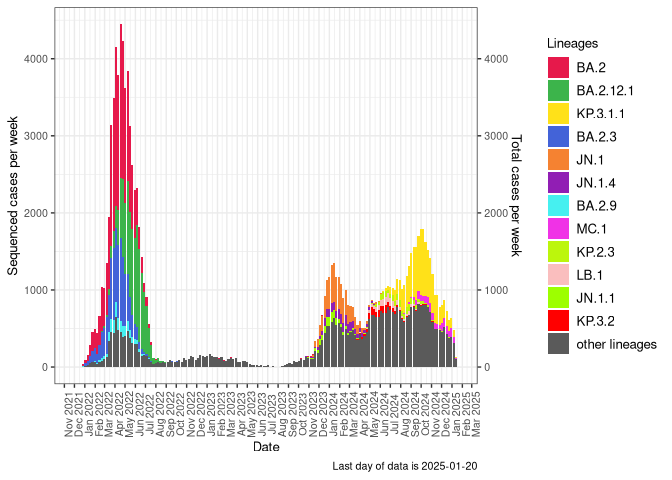 Lineages
BA.2
BA.2.12.1
KP.3.1.1
BA.2.3
JN.1
JN.1.4
BA.2.9
MC.1
KP.2.3
LB.1
JN.1.1
KP.3.2
other lineages
Sequenced cases per week
4000
3000
2000
1000
0
Total cases per week
4000
3000
2000
1000
0
Nov 2021
Dec 2021
Jan 2022
Feb 2022
Mar 2022
Apr 2022
May 2022
Jun 2022
Jul 2022
Aug 2022
Sep 2022
Oct 2022
Nov 2022
Dec 2022
Jan 2023
Feb 2023
Mar 2023
Apr 2023
May 2023
Jun 2023
Jul 2023
Aug 2023
Sep 2023
Oct 2023
Nov 2023
Dec 2023
Jan 2024
Feb 2024
Mar 2024
Apr 2024
May 2024
Jun 2024
Jul 2024
Aug 2024
Sep 2024
Oct 2024
Nov 2024
Dec 2024
Jan 2025
Feb 2025
Mar 2025
Date
Last day of data is 2025-01-20